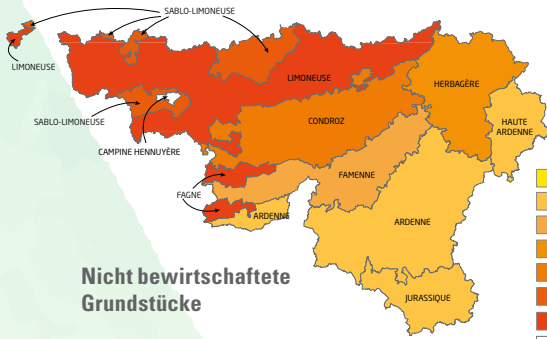 SABLO-LIMONEUSE
LIMONEUSE
LIMONEUSE
HERBAGÈRE
SABLO-LIMONEUSE
CONDROZ
HAUTE
ARDENNE
CAMPINE HENNUYÈRE
FAMENNE
FAGNE
ARDENNE
ARDENNE
Nicht bewirtschaftete
Grundstücke
JURASSIQUE